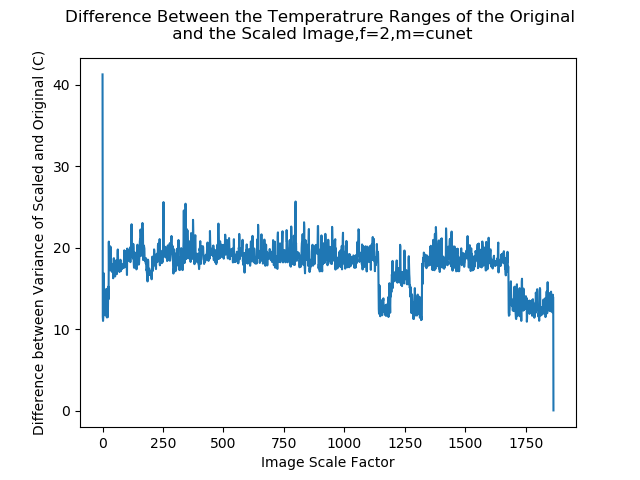 Difference Between the Temperatrure Ranges of the Original
and the Scaled Image,f=2,m=cunet
Difference between Variance of Scaled and Original (C)
40
30
20
10
0
0 250 500 750 1000 1250 1500 1750
Image Scale Factor